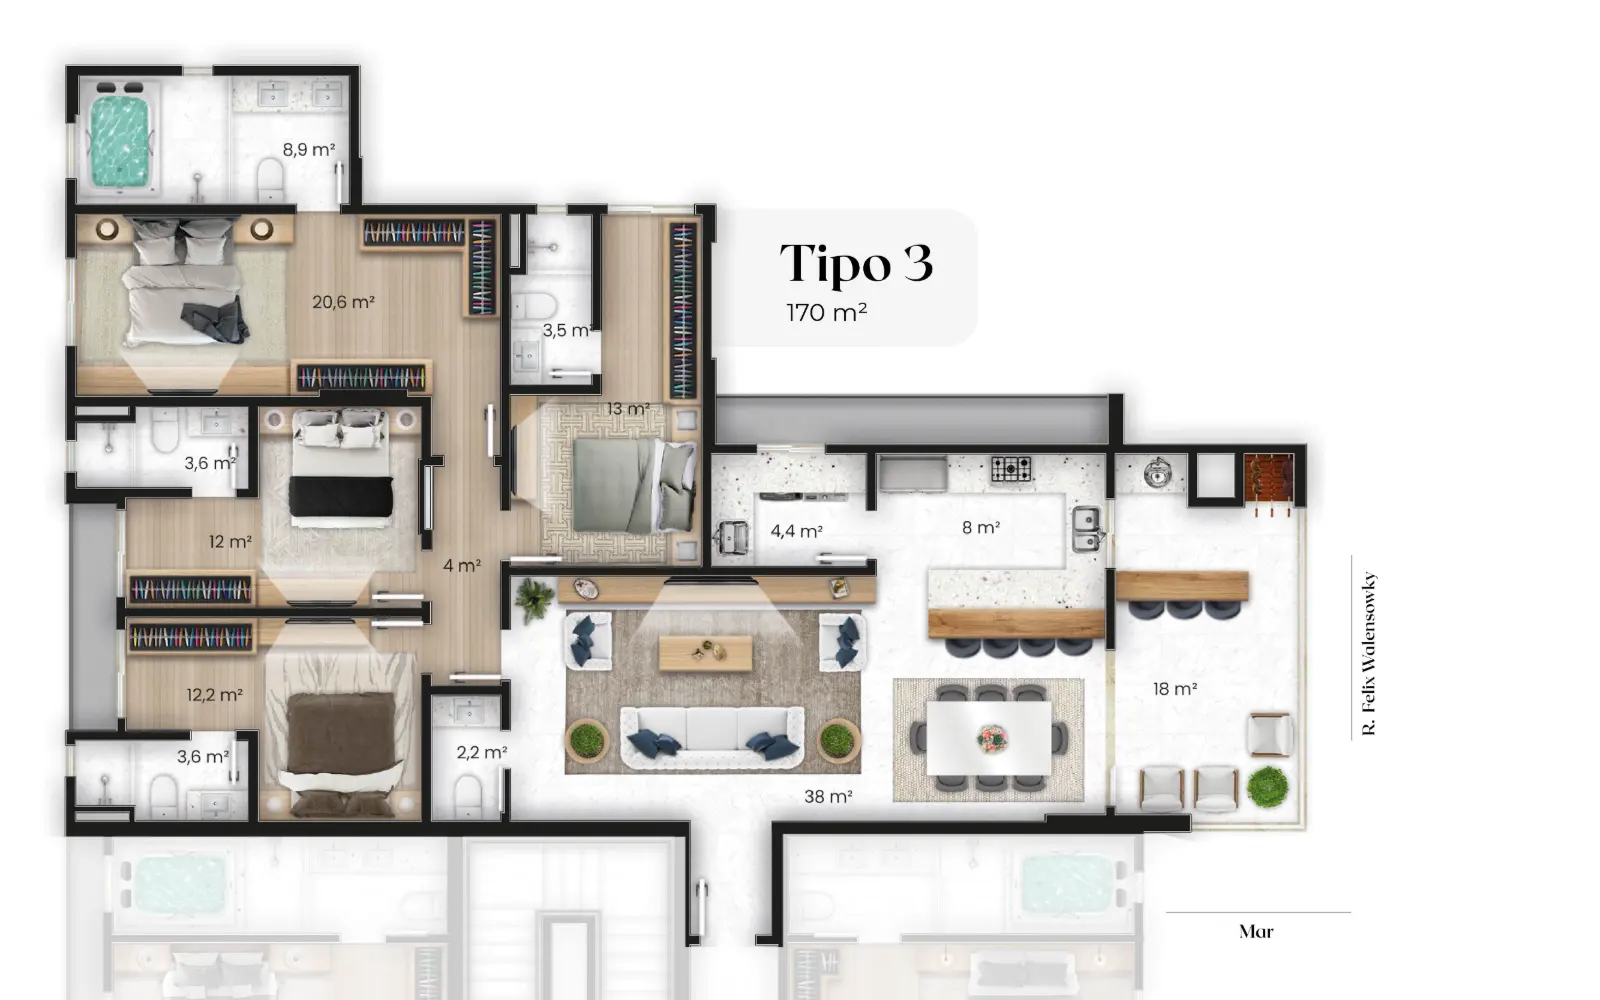 8,9 m²
Tipo 3
170 m²
20,6 m²
3,5 m²
13 m²
3,6 m²
12 m²
4 m²
4,4 m²
8 m²
12,2 m²
18 m²
3,6 m²
2,2 m²
38 m²
R. Felix Walensowky
Mar